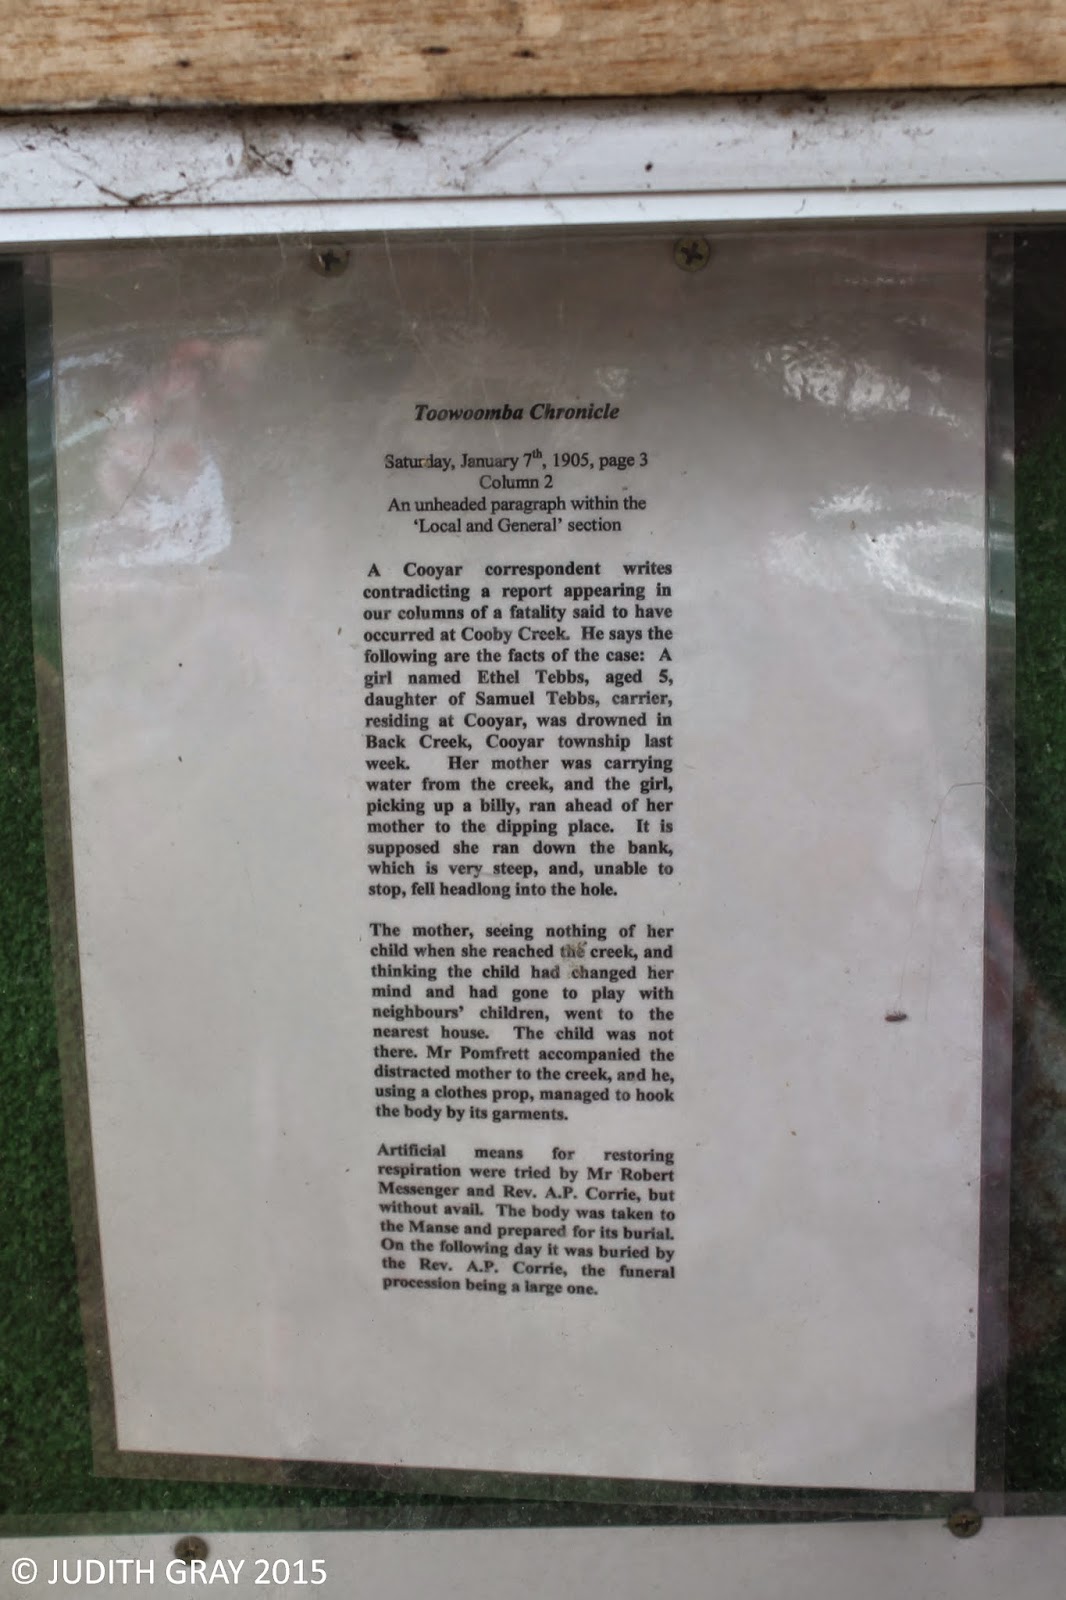 Toowoomba Chronicle
Saturday, January 7th, 1905, page 3
Column 2
An unheaded paragraph within the
'Local and General' section
A Cooyar correspondent writes
contradicting a report appearing in
our columns of a fatality said to have
occurred at Cooby Creek. He says the
following are the facts of the case: A
girl named Ethel Tebbs, aged 5,
daughter of Samuel Tebbs, carrier,
residing at Cooyar, was drowned in
Back Creek, Cooyar township last
week. Her mother was carrying
water from the creek, and the girl,
picking up a billy, ran ahead of her
mother to the dipping place. It is
supposed she ran down the bank,
which is very steep, and, unable to
stop, fell headlong into the hole.
The mother, seeing nothing of her
child when she reached the creek, and
thinking the child had changed her
mind and had gone to play with
neighbours' children, went to the
nearest house. The child was not
there. Mr Pomfrett accompanied the
distracted mother to the creek, and he,
using a clothes prop, managed to hook
the body by its garments.
Artificial means for restoring
respiration were tried by Mr Robert
Messenger and Rev. A.P. Corrie, but
without avail. The body was taken to
the Manse and prepared for its burial.
On the following day it was buried by
the Rev. A.P. Corrie, the funeral
procession being a large one.
© JUDITH GRAY 2015